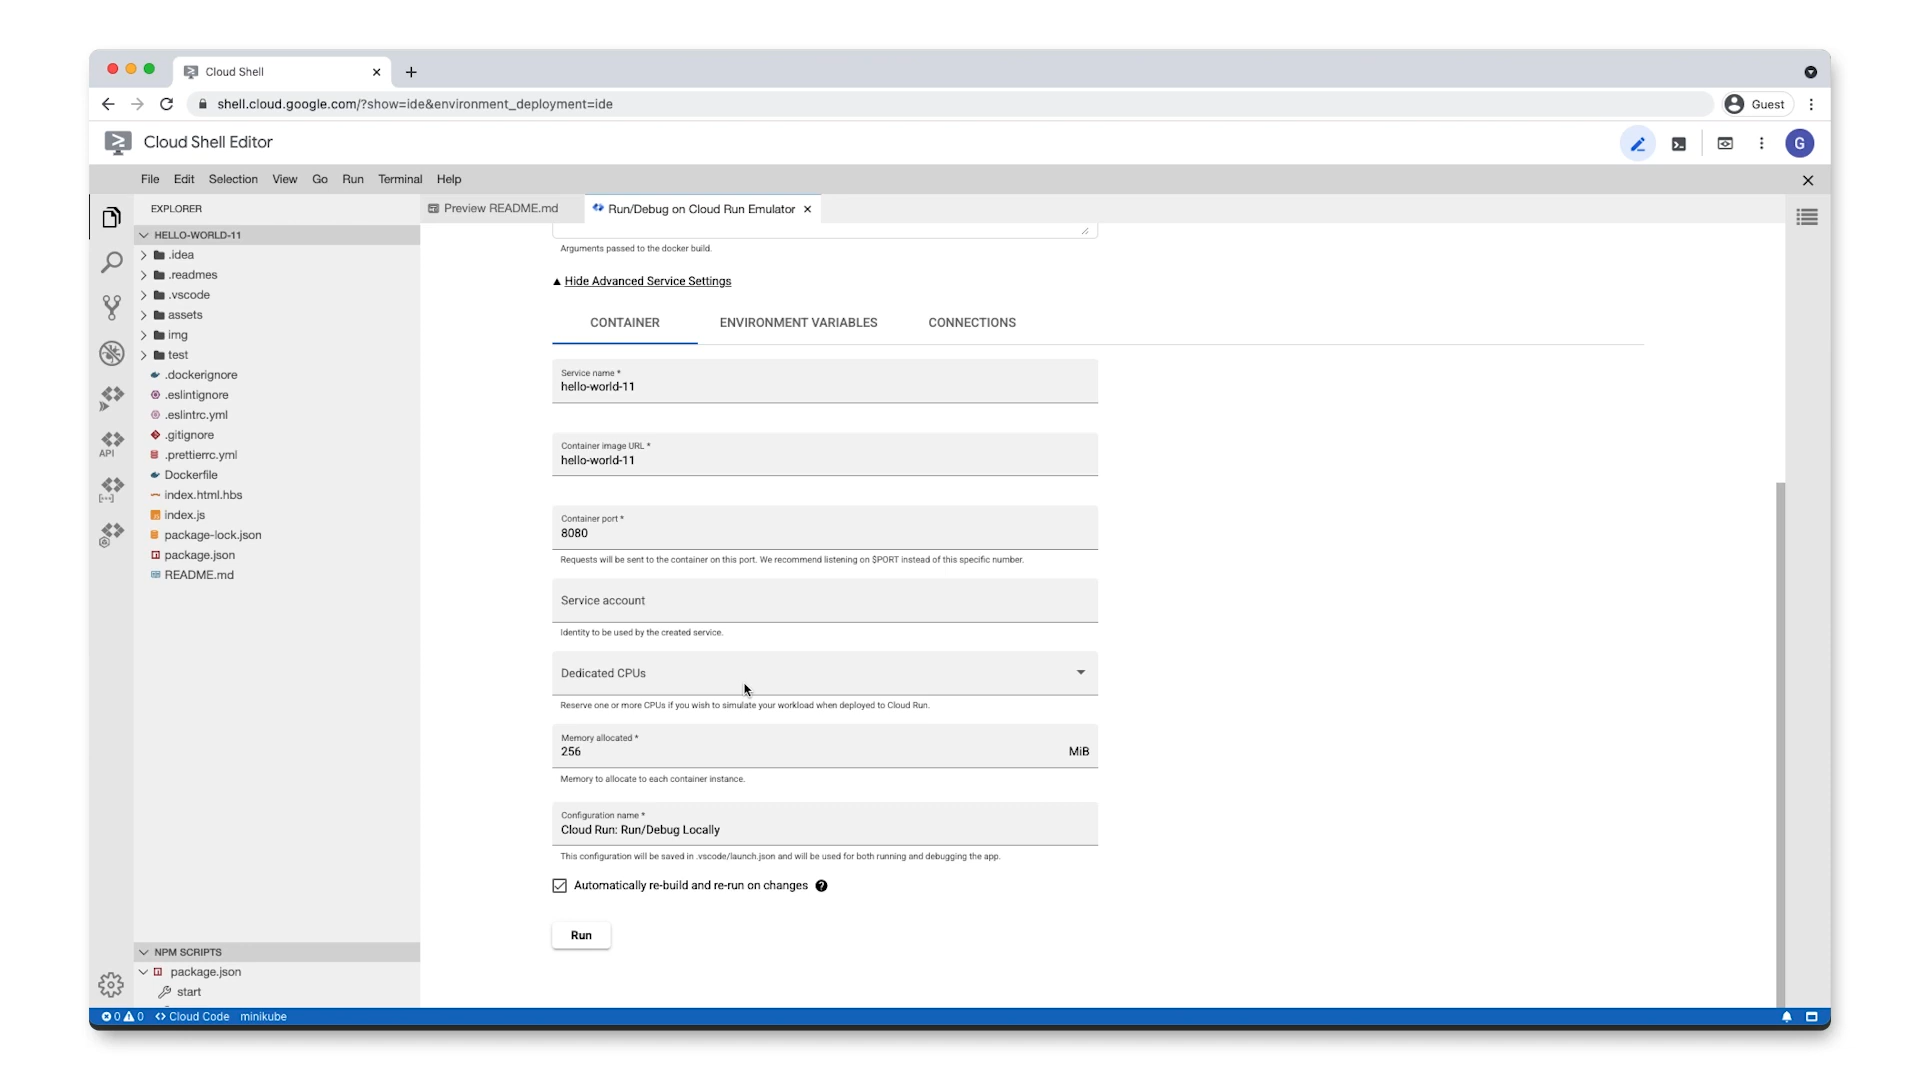 Cloud Shell
shell.cloud.google.com/?show=ide&environment_deployment=ide
Guest
Cloud Shell Editor
G
File Edit Selection View Go Run Terminal Help
EXPLORER
Preview README.md
Run/Debug on Cloud Run Emulator
HELLO-WORLD-11
.idea
.readmes
.vscode
assets
img
test
.dockerignore
.eslintignore
.eslintrc.yml
.gitignore
.prettierrc.yml
Dockerfile
index.html.hbs
index.js
package-lock.json
package.json
README.md
API
NPM SCRIPTS
package.json
start
Arguments passed to the docker build.
Hide Advanced Service Settings
CONTAINER ENVIRONMENT VARIABLES CONNECTIONS
Service name *
hello-world-11
Container image URL *
hello-world-11
Container port *
8080
Requests will be sent to the container on this port. We recommend listening on $PORT instead of this specific number.
Service account
Identity to be used by the created service.
Dedicated CPUs
Reserve one or more CPUs if you wish to simulate your workload when deployed to Cloud Run.
Memory allocated *
256 MiB
Memory to allocate to each container instance.
Configuration name *
Cloud Run: Run/Debug Locally
This configuration will be saved in .vscode/launch.json and will be used for both running and debugging the app.
Automatically re-build and re-run on changes
Run
0 0 Cloud Code minikube